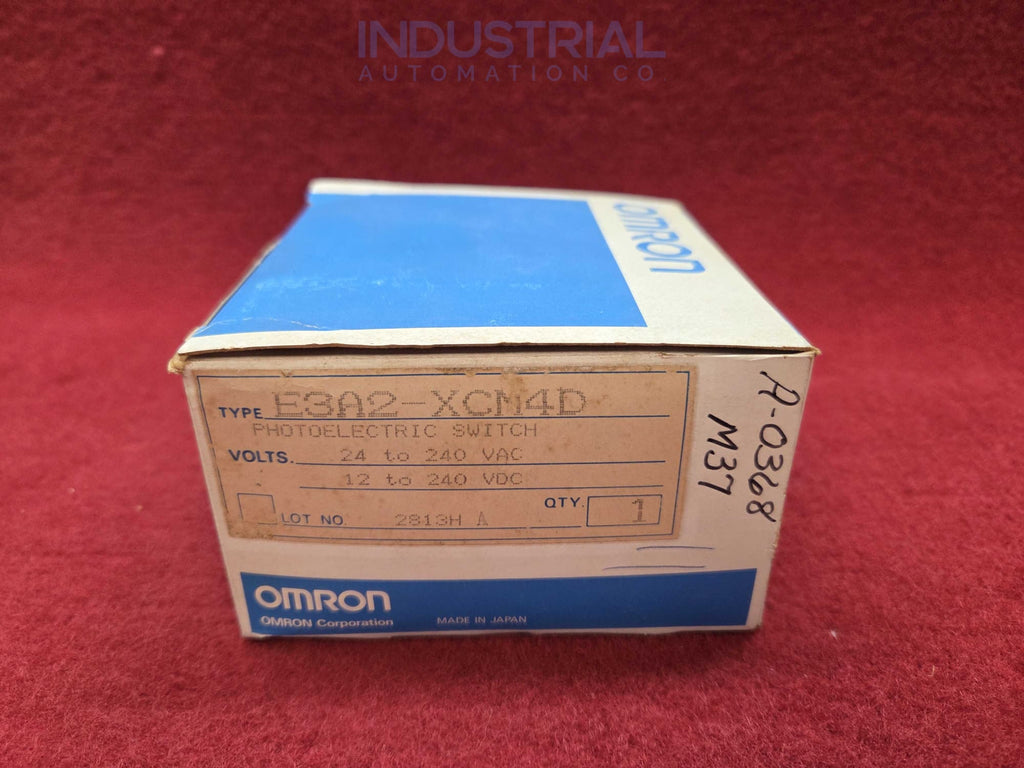 INDUSTRIAL
AUTOMATION CO.
OMRON
TYPE E3A2-XCM4D
PHOTOELECTRIC SWITCH
VOLTS. 24 to 240 VAC
12 to 240 VDC
QTY. 1
LOT NO. 2813H A
A-0368
M37
OMRON
OMRON Corporation MADE IN JAPAN